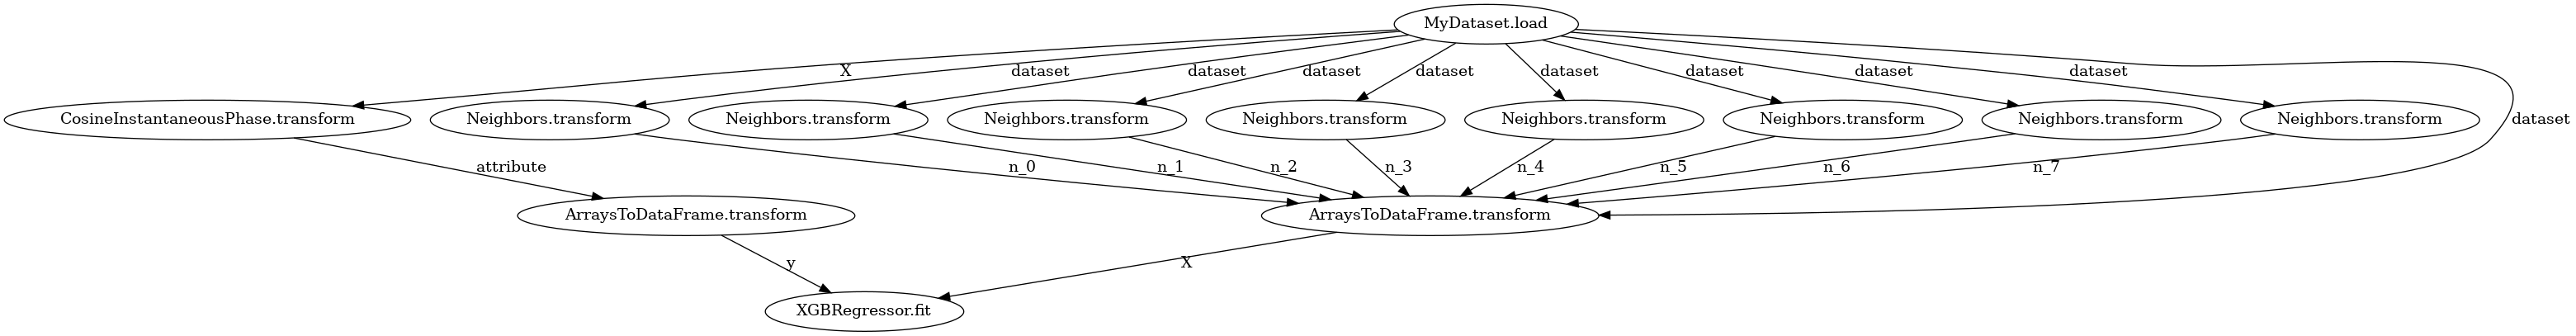 MyDataset.load
X
dataset
dataset
dataset
dataset
dataset
dataset
dataset
dataset
CosineInstantaneousPhase.transform
Neighbors.transform
Neighbors.transform
Neighbors.transform
Neighbors.transform
Neighbors.transform
Neighbors.transform
Neighbors.transform
Neighbors.transform
dataset
attribute
n_0
n_1
n_2
n_3
n_4
n_5
n_6
n_7
ArraysToDataFrame.transform
ArraysToDataFrame.transform
y
X
XGBRegressor.fit